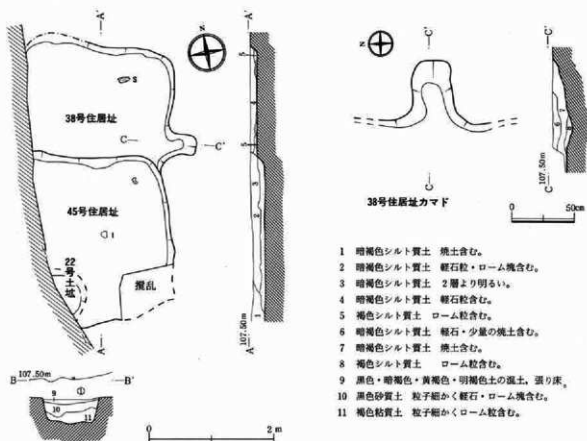 A'
N
S
38号住居址
C
C'
45号住居址
1
22号土坑
攪乱
A
107.50m
B
B'
①
9
10
11
0
2 m
A'
5
4
5
3
2
1
107.50m
A
N
C'
C
38号住居址カマド
C'
6
7
8
107.50m
C
0
50cm
1 暗褐色シルト質土 焼土含む。
2 暗褐色シルト質土 軽石粒・ローム塊含む。
3 暗褐色シルト質土 2層より明るい。
4 暗褐色シルト質土 軽石粒含む。
5 褐色シルト質土 ローム粒含む。
6 暗褐色シルト質土 軽石・少量の焼土含む。
7 暗褐色シルト質土 焼土含む。
8 褐色シルト質土 ローム粒含む。
9 黒色・暗褐色・黄褐色・明褐色土の混土，張り床。
10 黒色砂質土 粒子細かく軽石・ローム塊含む。
11 褐色粘質土 粒子細かくローム粒含む。